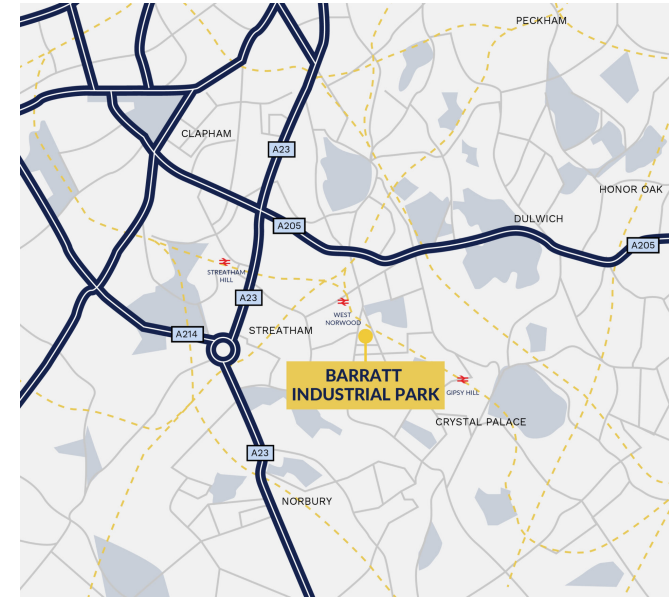 PECKHAM
CLAPHAM
A23
HONOR OAK
DULWICH
A205
A205
STREATHAM
HILL
A23
WEST
NORWOOD
A214
STREATHAM
BARRATT
INDUSTRIAL PARK
GIPSY HILL
CRYSTAL PALACE
A23
NORBURY